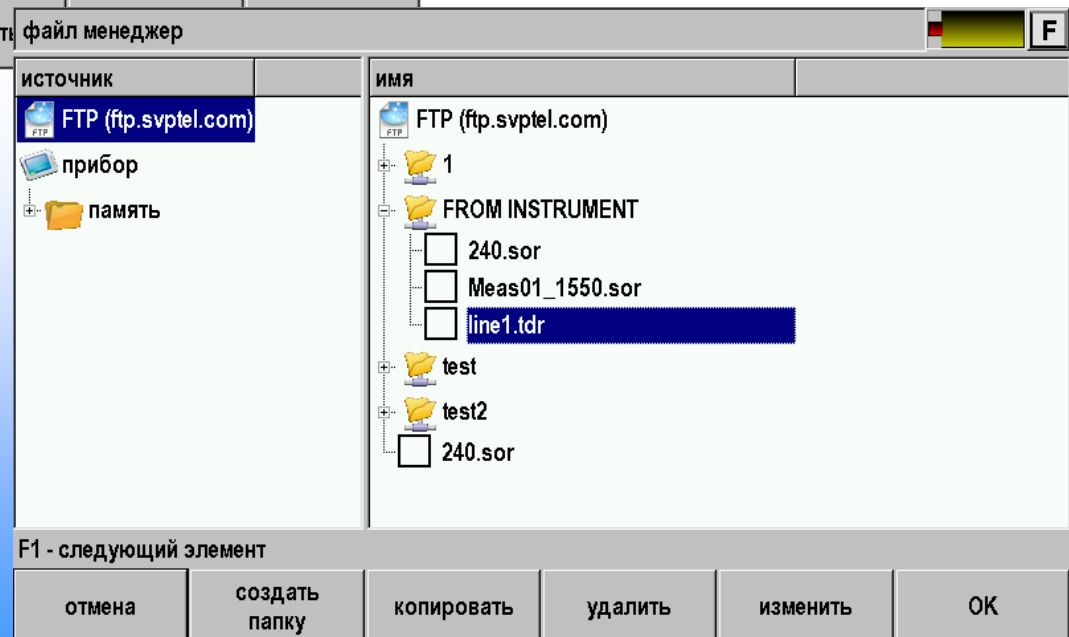 ть
файл менеджер
F
источник
имя
FTP (ftp.svptel.com)
прибор
память
FTP (ftp.svptel.com)
1
FROM INSTRUMENT
240.sor
Meas01_1550.sor
line1.tdr
test
test2
240.sor
F1 - следующий элемент
отмена
создать
папку
копировать
удалить
изменить
OK